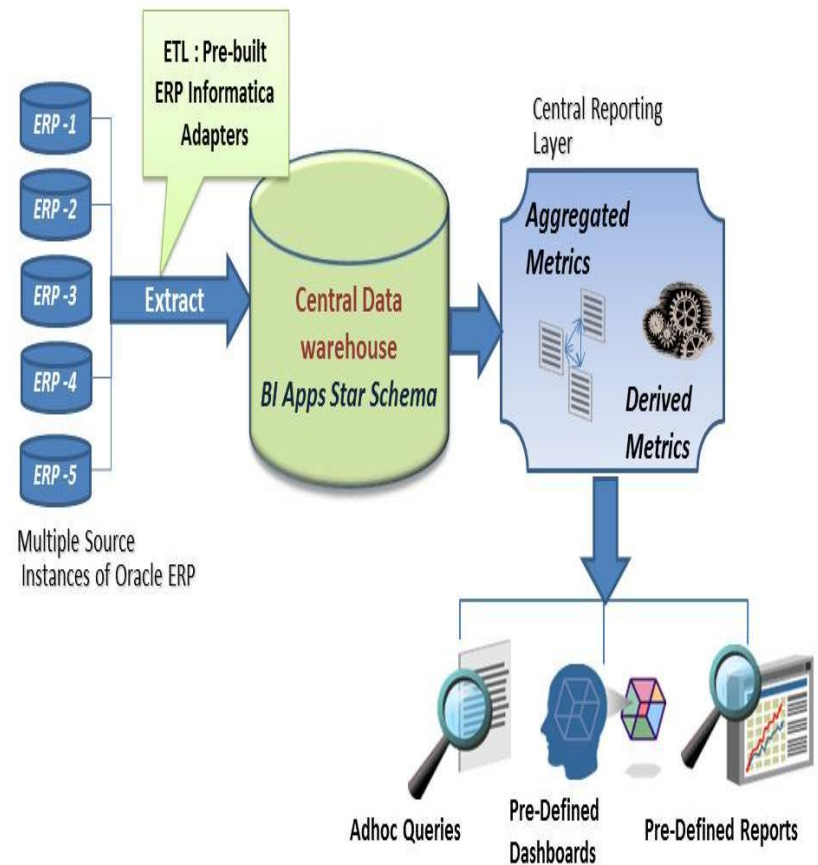 ETL : Pre-built
ERP Informatica
Adapters
ERP -1
ERP -2
ERP -3
ERP -4
ERP -5
Multiple Source
Instances of Oracle ERP
Extract
Central Data
warehouse
BI Apps Star Schema
Central Reporting
Layer
Aggregated
Metrics
Derived
Metrics
Adhoc Queries
Pre-Defined
Dashboards
Pre-Defined Reports